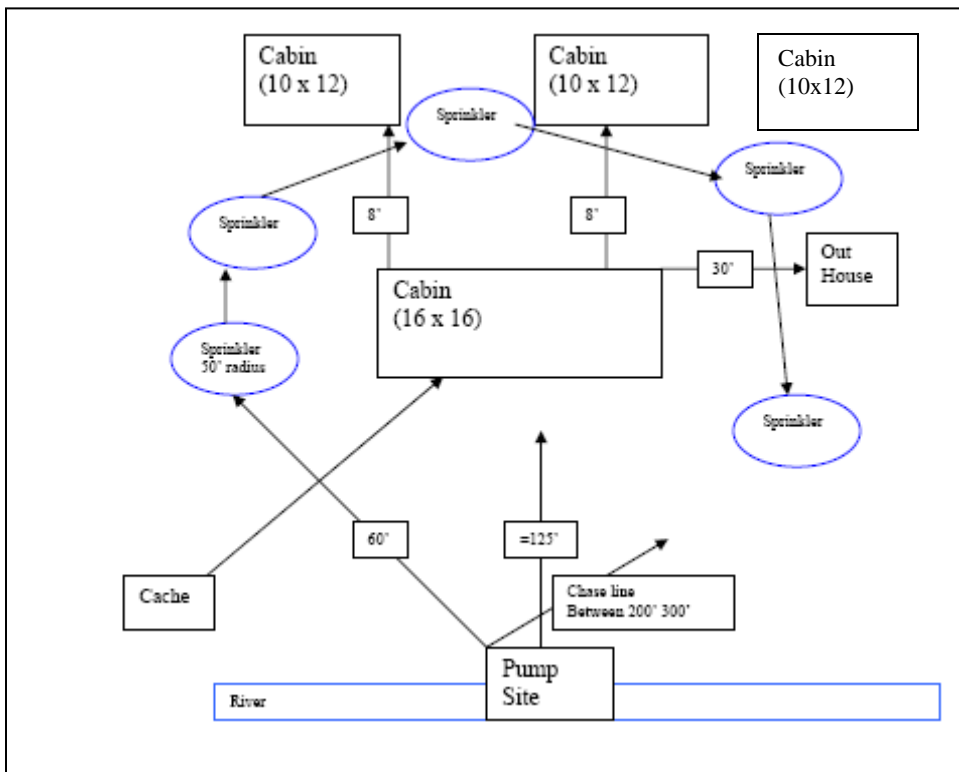 Cabin
(10 x 12)
Cabin
(10 x 12)
Cabin
(10x12)
Sprinkler
Sprinkler
Sprinkler
8'
8'
30'
Out
House
Cabin
(16 x 16)
Sprinkler
50' radius
Sprinkler
60'
=125'
Cache
Chase line
Between 200' 300'
Pump
Site
River